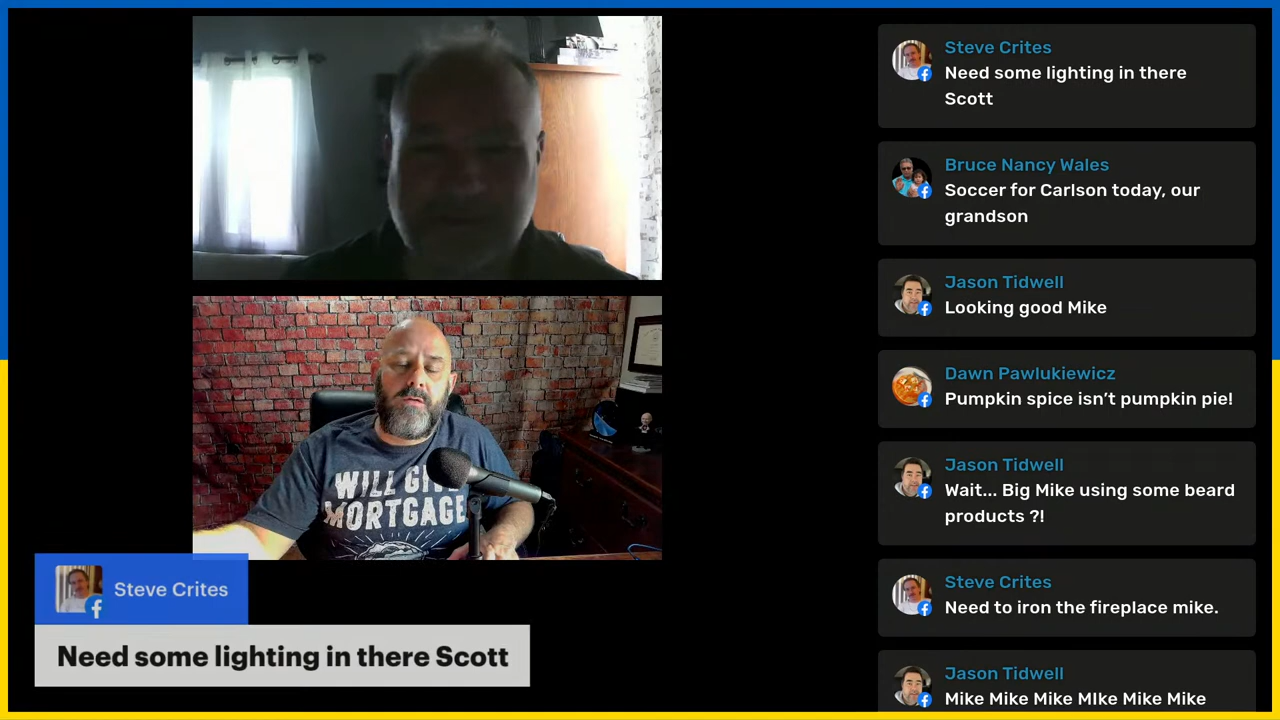 Steve Crites
Need some lighting in there
Scott
Bruce Nancy Wales
Soccer for Carlson today, our
grandson
Jason Tidwell
Looking good Mike
Dawn Pawlukiewicz
Pumpkin spice isn’t pumpkin pie!
Jason Tidwell
Wait... Big Mike using some beard
products ?!
Steve Crites
Need to iron the fireplace mike.
Jason Tidwell
Mike Mike Mike MIke Mike Mike
WILL GIVE
MORTGAGE
Steve Crites
Need some lighting in there Scott